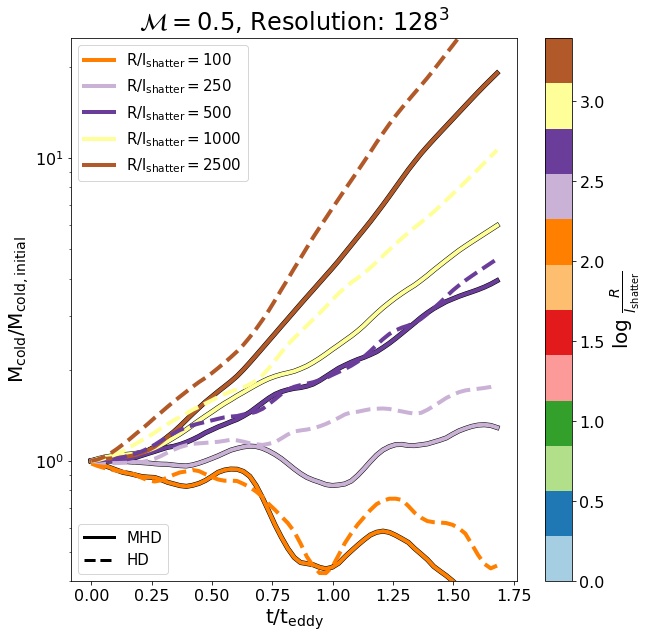 𝓜 = 0.5, Resolution: 128³
R/l_shatter = 100
R/l_shatter = 250
R/l_shatter = 500
R/l_shatter = 1000
R/l_shatter = 2500
MHD
HD
M_cold/M_cold, initial
10¹
10⁰
0.00 0.25 0.50 0.75 1.00 1.25 1.50 1.75
t/t_eddy
3.0
2.5
2.0
1.5
1.0
0.5
0.0
log R/l_shatter